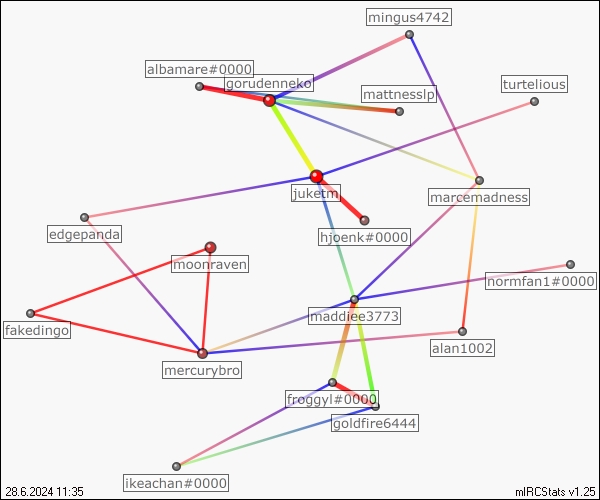 mingus4742
albamare#0000
gorudenneko
turtelious
mattnesslp
juketm
marcemadness
edgepanda
hjoenk#0000
moonraven
normfan1#0000
fakedingo
maddiee3773
alan1002
mercurybro
froggyl#0000
goldfire6444
ikeachan#0000
28.6.2024 11:35
mIRCStats v1.25